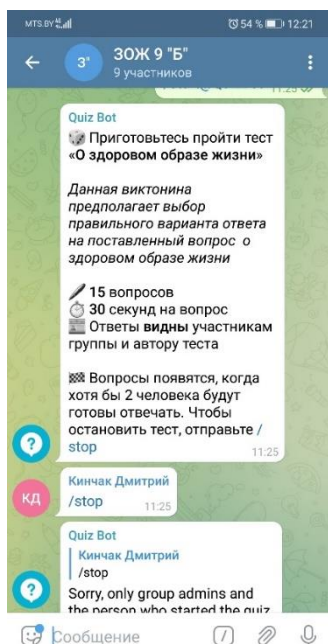 MTS.BY 54 % 12:21
З" ЗОЖ 9 "Б"
9 участников
11:25
Quiz Bot
Приготовьтесь пройти тест
«О здоровом образе жизни»
Данная виктонина
предполагает выбор
правильного варианта ответа
на поставленный вопрос о
здоровом образе жизни
15 вопросов
30 секунд на вопрос
Ответы видны участникам
группы и автору теста
Вопросы появятся, когда
хотя бы 2 человека будут
готовы отвечать. Чтобы
остановить тест, отправьте /
stop
11:25
КД
Кинчак Дмитрий
/stop
11:25
Quiz Bot
Кинчак Дмитрий
/stop
Sorry, only group admins and
the person who started the quiz
Сообщение